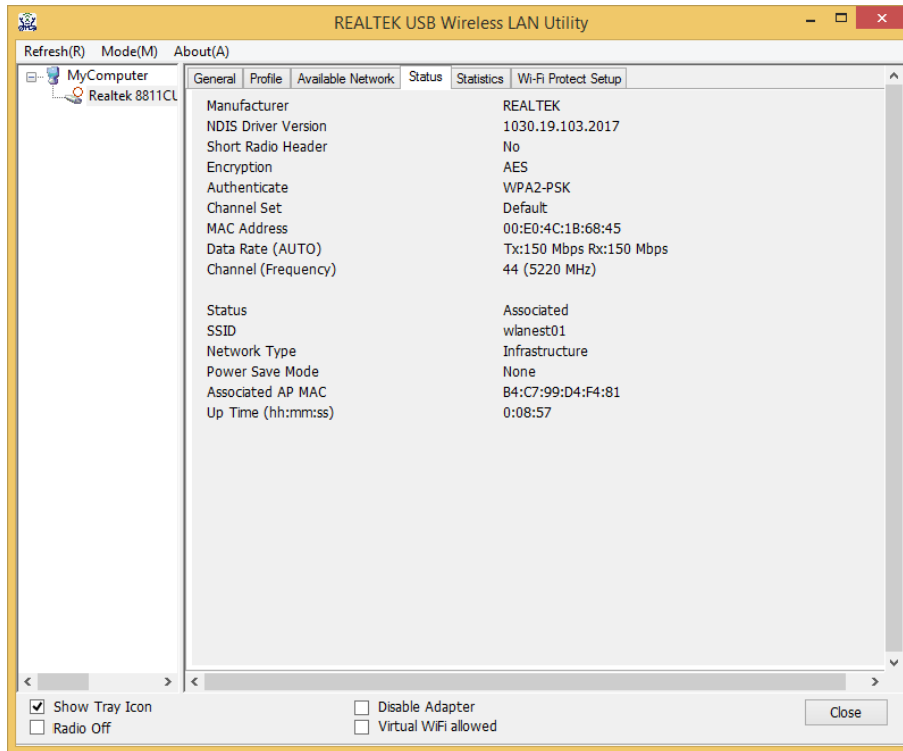 REALTEK USB Wireless LAN Utility
Refresh(R) Mode(M) About(A)
MyComputer
Realtek 8811CU
General Profile Available Network Status Statistics Wi-Fi Protect Setup
Manufacturer REALTEK
NDIS Driver Version 1030.19.103.2017
Short Radio Header No
Encryption AES
Authenticate WPA2-PSK
Channel Set Default
MAC Address 00:E0:4C:1B:68:45
Data Rate (AUTO) Tx:150 Mbps Rx:150 Mbps
Channel (Frequency) 44 (5220 MHz)
Status Associated
SSID wlanest01
Network Type Infrastructure
Power Save Mode None
Associated AP MAC B4:C7:99:D4:F4:81
Up Time (hh:mm:ss) 0:08:57
Show Tray Icon Disable Adapter
Radio Off Virtual WiFi allowed
Close